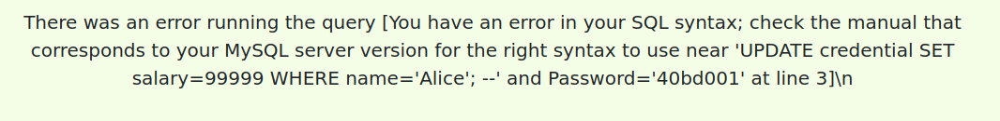 There was an error running the query [You have an error in your SQL syntax; check the manual that
corresponds to your MySQL server version for the right syntax to use near 'UPDATE credential SET
salary=99999 WHERE name='Alice'; --' and Password='40bd001' at line 3]\n